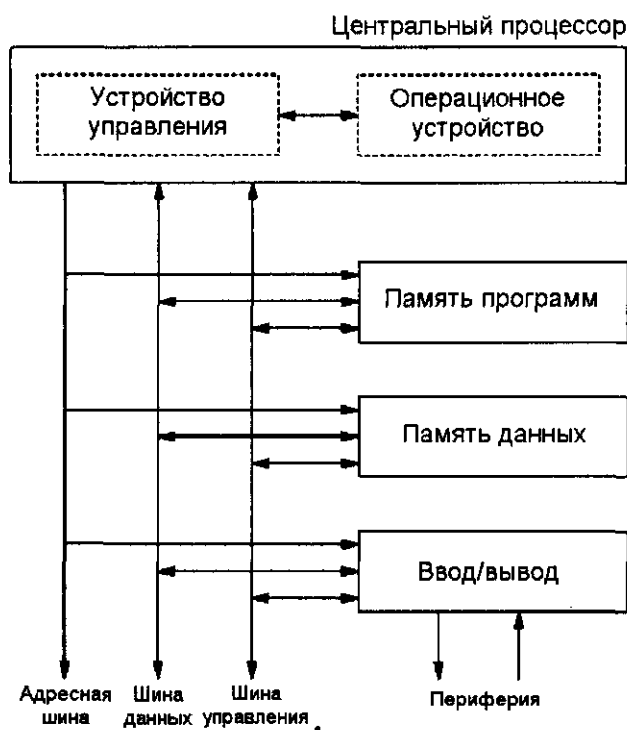 Центральный процессор
Устройство
управления
Операционное
устройство
Память программ
Память данных
Ввод/вывод
Адресная
шина
Шина
данных
Шина
управления
Периферия